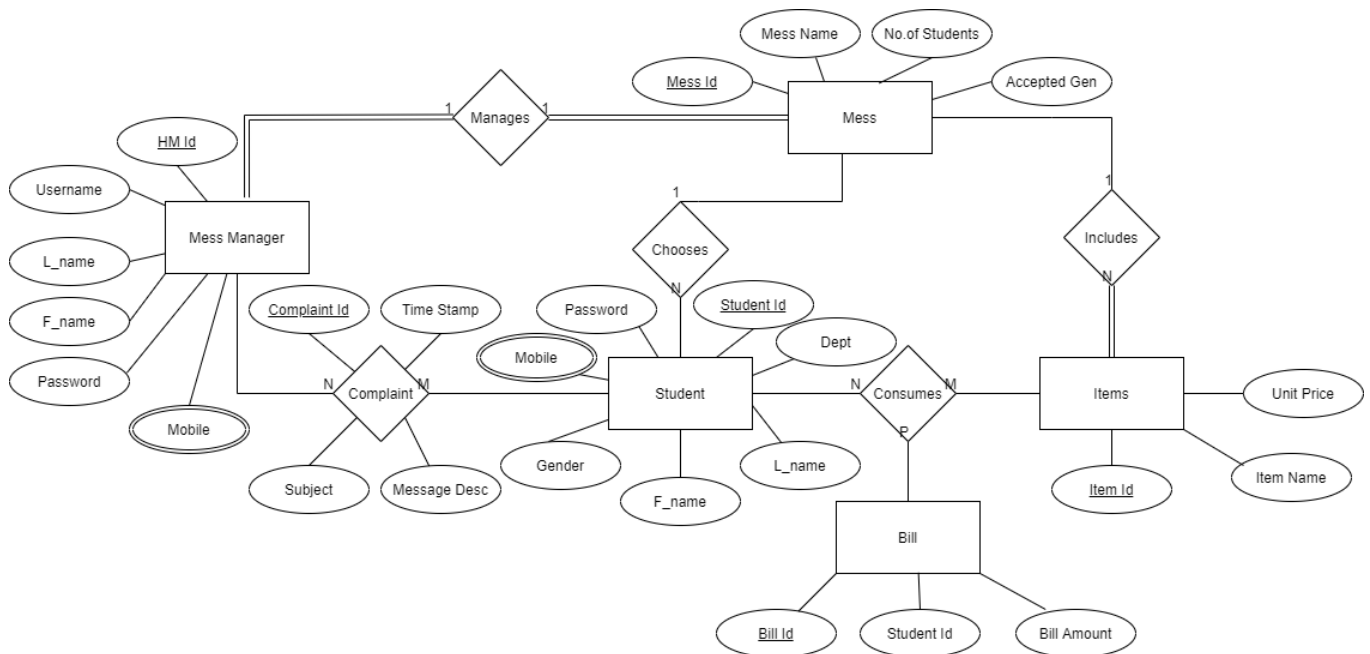 Mess Name
No.of Students
Mess Id
Accepted Gen
1
Manages
1
Mess
HM Id
Username
Mess Manager
1
1
Chooses
Includes
L_name
N
N
Complaint Id
Time Stamp
Password
Student Id
F_name
Mobile
Dept
Password
N
Complaint
M
Student
N
Consumes
M
Items
Unit Price
Mobile
P
Gender
L_name
Subject
Message Desc
F_name
Item Id
Item Name
Bill
Bill Id
Student Id
Bill Amount